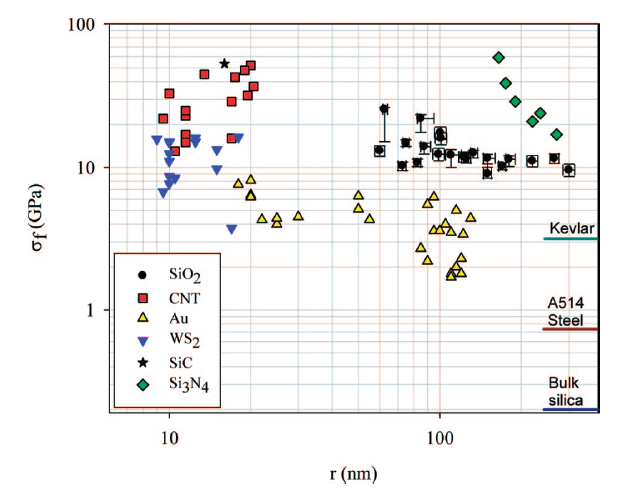 100
10
1
σf (GPa)
Kevlar
A514
Steel
Bulk
silica
SiO2
CNT
Au
WS2
SiC
Si3N4
10
100
r (nm)